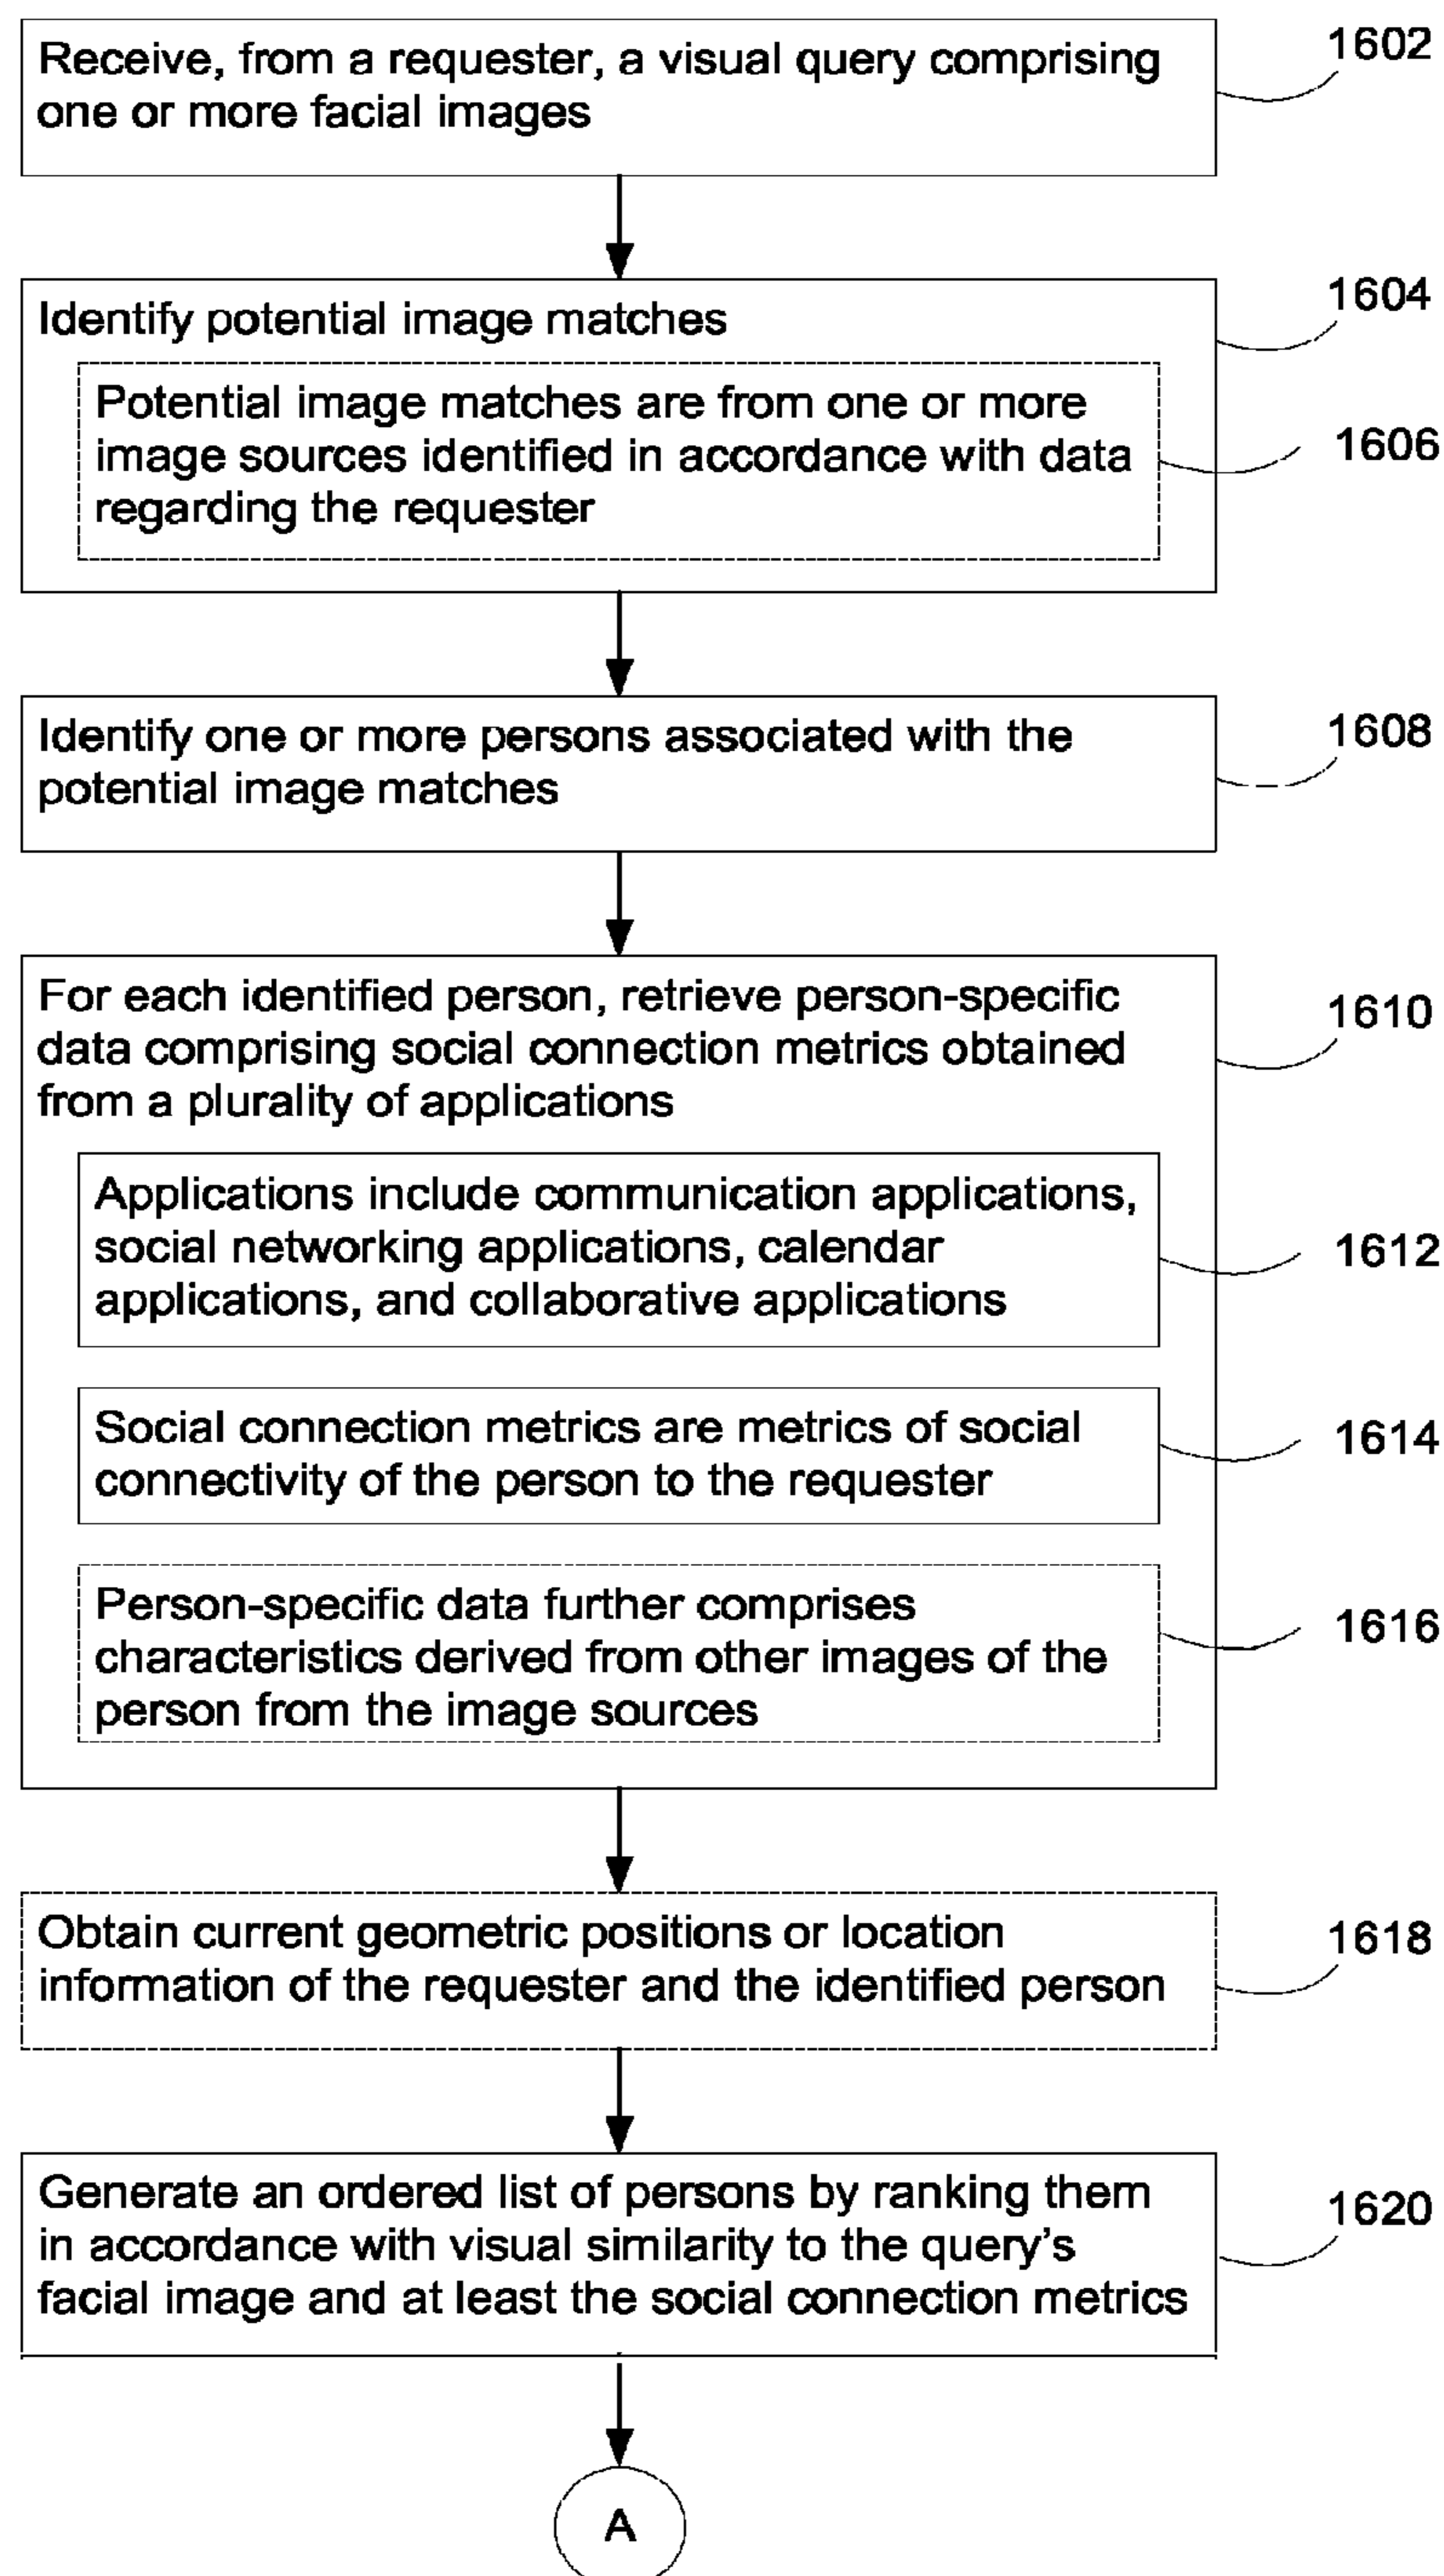 Receive, from a requester, a visual query comprising
one or more facial images
1602
Identify potential image matches
1604
Potential image matches are from one or more
image sources identified in accordance with data
regarding the requester
1606
Identify one or more persons associated with the
potential image matches
1608
For each identified person, retrieve person-specific
data comprising social connection metrics obtained
from a plurality of applications
1610
Applications include communication applications,
social networking applications, calendar
applications, and collaborative applications
1612
Social connection metrics are metrics of social
connectivity of the person to the requester
1614
Person-specific data further comprises
characteristics derived from other images of the
person from the image sources
1616
Obtain current geometric positions or location
information of the requester and the identified person
1618
Generate an ordered list of persons by ranking them
in accordance with visual similarity to the query's
facial image and at least the social connection metrics
1620
A